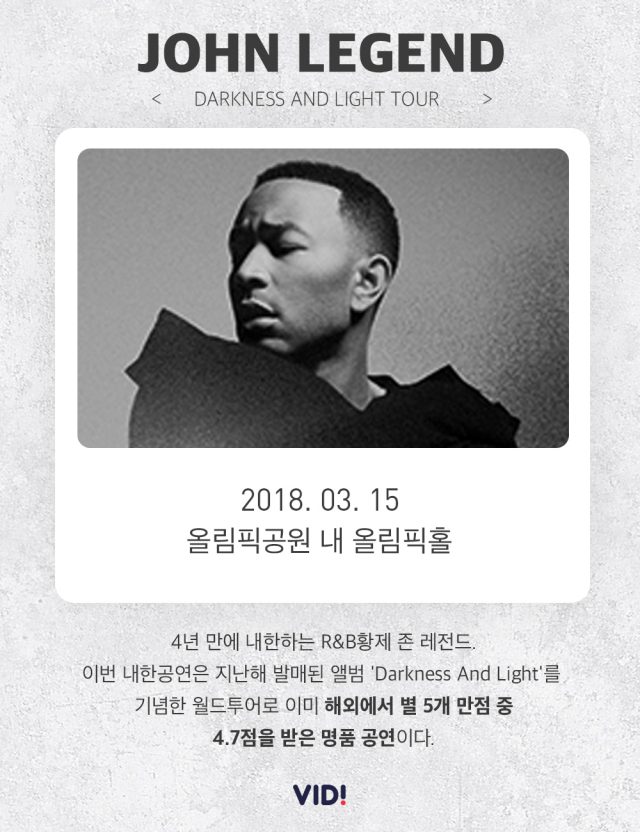 JOHN LEGEND
< DARKNESS AND LIGHT TOUR >
2018. 03. 15
올림픽공원 내 올림픽홀
4년 만에 내한하는 R&B황제 존 레전드.
이번 내한공연은 지난해 발매된 앨범 'Darkness And Light'를
기념한 월드투어로 이미 해외에서 별 5개 만점 중
4.7점을 받은 명품 공연이다.
VID!